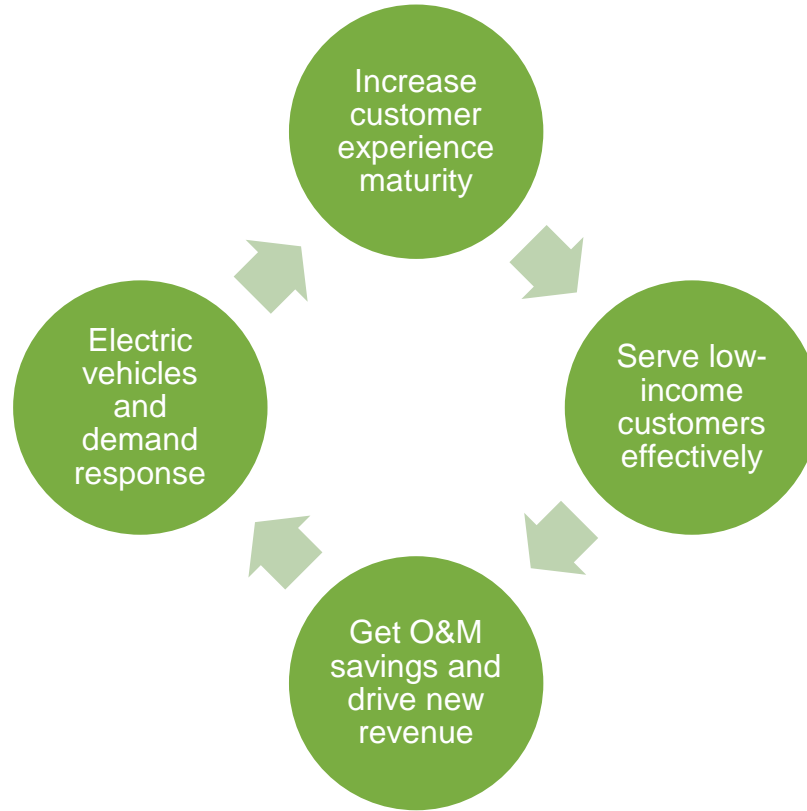 Increase
customer
experience
maturity
Serve low-
income
customers
effectively
Get O&M
savings and
drive new
revenue
Electric
vehicles
and
demand
response